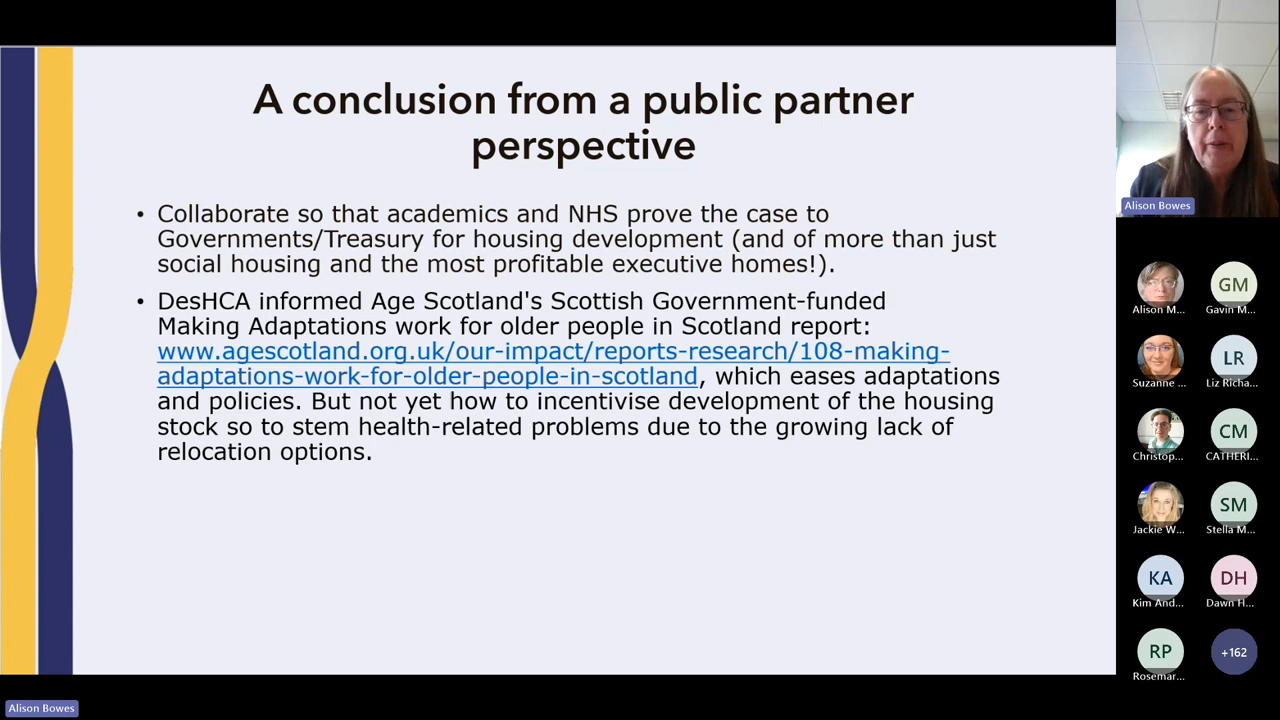 A conclusion from a public partner
perspective
• Collaborate so that academics and NHS prove the case to
Governments/Treasury for housing development (and of more than just
social housing and the most profitable executive homes!).
• DesHCA informed Age Scotland's Scottish Government-funded
Making Adaptations work for older people in Scotland report:
www.agescotland.org.uk/our-impact/reports-research/108-making-
adaptations-work-for-older-people-in-scotland, which eases adaptations
and policies. But not yet how to incentivise development of the housing
stock so to stem health-related problems due to the growing lack of
relocation options.
Alison Bowes
Alison M...
GM
Gavin M...
Suzanne ...
LR
Liz Richa...
Christop...
CM
CATHERI...
Jackie W...
SM
Stella M...
KA
Kim And...
DH
Dawn H...
RP
Rosemar...
+162
Alison Bowes